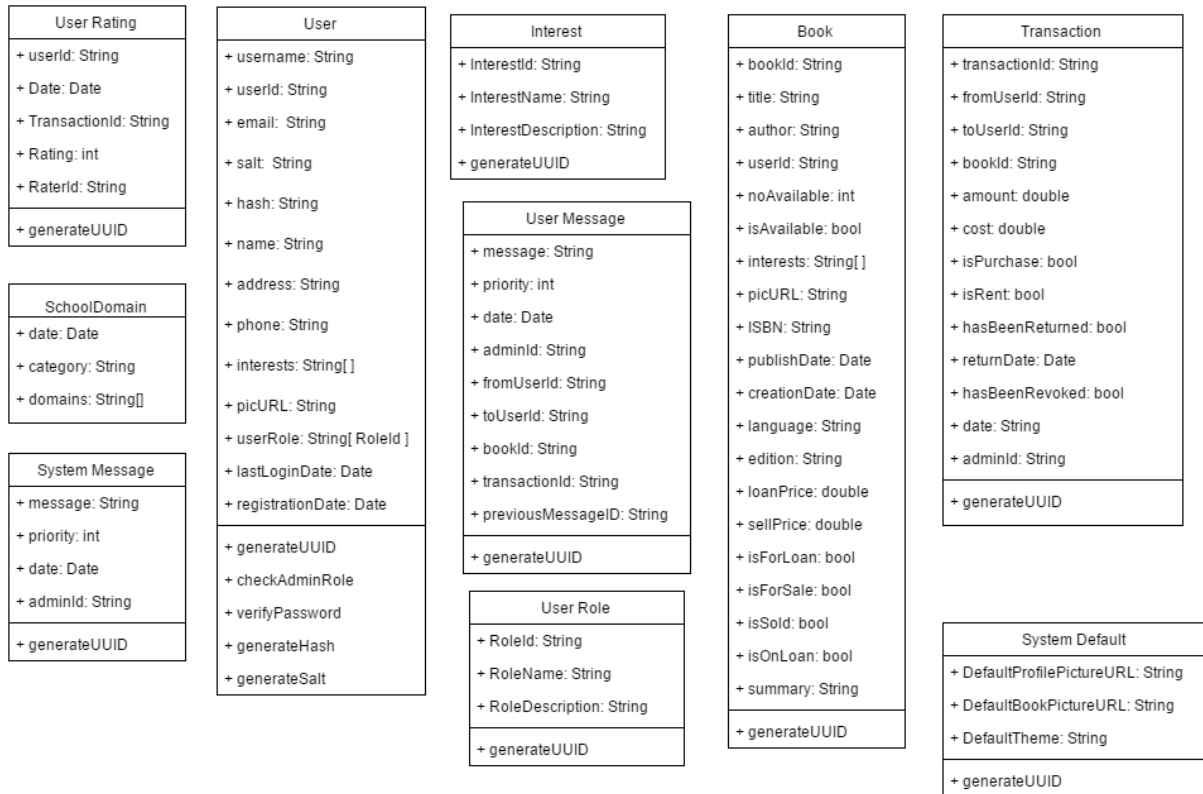 User Rating
+ userId: String
+ Date: Date
+ TransactionId: String
+ Rating: int
+ RaterId: String
+ generateUUID
SchoolDomain
+ date: Date
+ category: String
+ domains: String[]
System Message
+ message: String
+ priority: int
+ date: Date
+ adminId: String
+ generateUUID
User
+ username: String
+ userId: String
+ email: String
+ salt: String
+ hash: String
+ name: String
+ address: String
+ phone: String
+ interests: String[ ]
+ picURL: String
+ userRole: String[ RoleId ]
+ lastLoginDate: Date
+ registrationDate: Date
+ generateUUID
+ checkAdminRole
+ verifyPassword
+ generateHash
+ generateSalt
Interest
+ InterestId: String
+ InterestName: String
+ InterestDescription: String
+ generateUUID
User Message
+ message: String
+ priority: int
+ date: Date
+ adminId: String
+ fromUserId: String
+ toUserId: String
+ bookId: String
+ transactionId: String
+ previousMessageID: String
+ generateUUID
User Role
+ RoleId: String
+ RoleName: String
+ RoleDescription: String
+ generateUUID
Book
+ bookId: String
+ title: String
+ author: String
+ userId: String
+ noAvailable: int
+ isAvailable: bool
+ interests: String[ ]
+ picURL: String
+ ISBN: String
+ publishDate: Date
+ creationDate: Date
+ language: String
+ edition: String
+ loanPrice: double
+ sellPrice: double
+ isForLoan: bool
+ isForSale: bool
+ isSold: bool
+ isOnLoan: bool
+ summary: String
+ generateUUID
Transaction
+ transactionId: String
+ fromUserId: String
+ toUserId: String
+ bookId: String
+ amount: double
+ cost: double
+ isPurchase: bool
+ isRent: bool
+ hasBeenReturned: bool
+ returnDate: Date
+ hasBeenRevoked: bool
+ date: String
+ adminId: String
+ generateUUID
System Default
+ DefaultProfilePictureURL: String
+ DefaultBookPictureURL: String
+ DefaultTheme: String
+ generateUUID